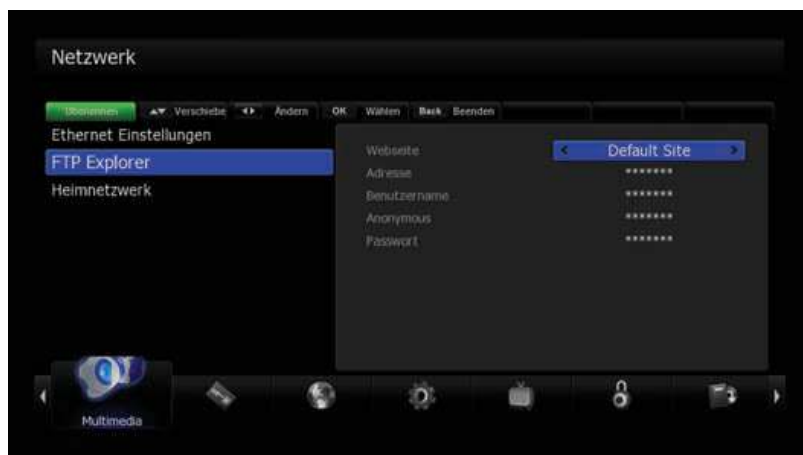 Netzwerk
▲▼ Verschiebe ◄► Ändern OK Wählen Back Beenden
Ethernet Einstellungen
FTP Explorer
Heimnetzwerk
Webseite Default Site
Adresse *******
Benutzername *******
Anonymous *******
Passwort *******
Multimedia